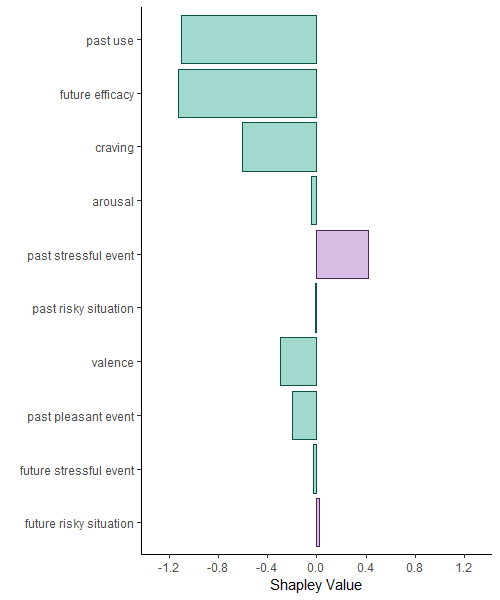 past use
future efficacy
craving
arousal
past stressful event
past risky situation
valence
past pleasant event
future stressful event
future risky situation
-1.2 -0.8 -0.4 0.0 0.4 0.8 1.2
Shapley Value